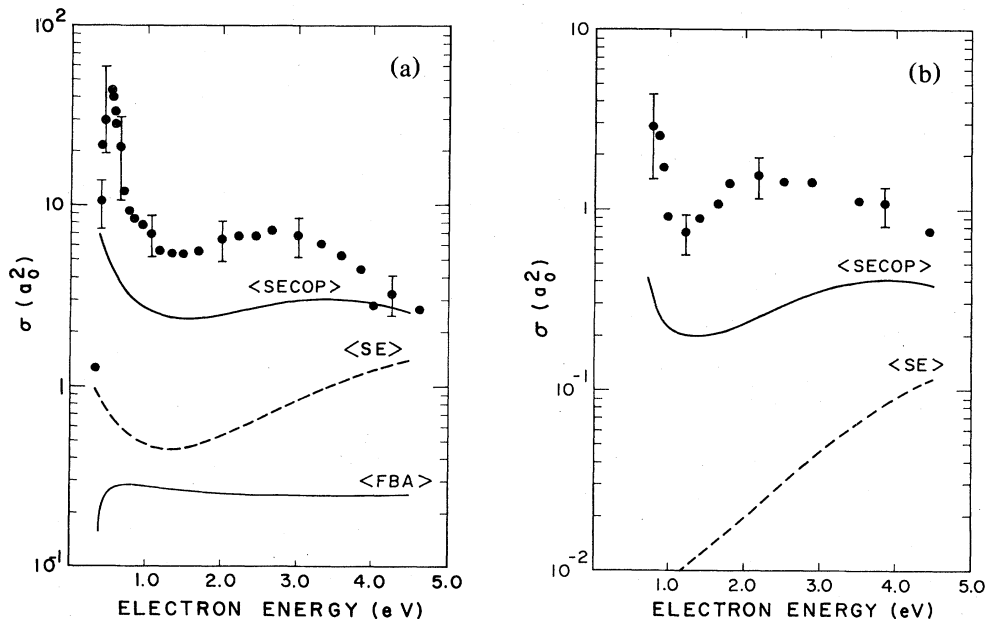 10²
(a)
10
<SECOP>
<SE>
1
<FBA>
10⁻¹
1.0 2.0 3.0 4.0 5.0
σ (a₀²)
ELECTRON ENERGY (eV)
10
(b)
1
<SECOP>
<SE>
10⁻¹
10⁻²
1.0 2.0 3.0 4.0 5.0
σ (a₀²)
ELECTRON ENERGY (eV)